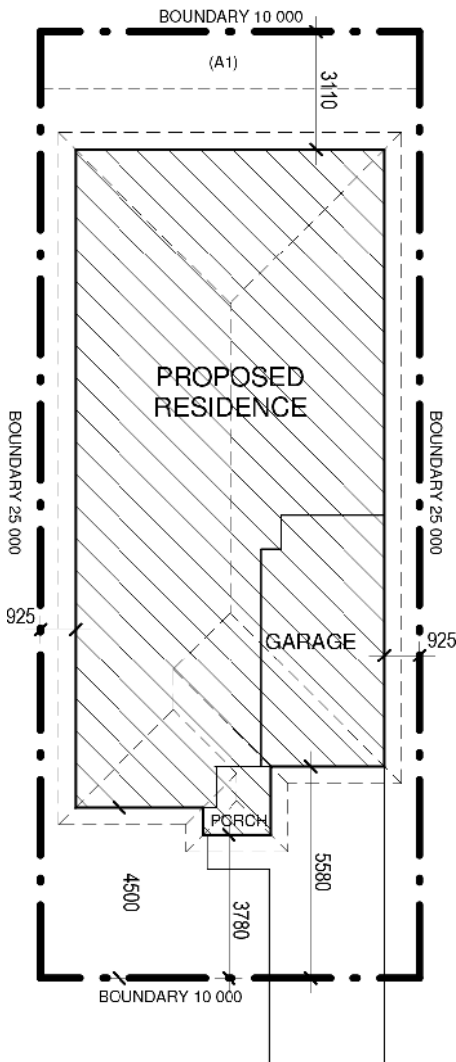 BOUNDARY 10 000
(A1)
3110
PROPOSED
RESIDENCE
BOUNDARY 25 000
BOUNDARY 25 000
925
GARAGE
925
PORCH
4500
3780
5580
BOUNDARY 10 000